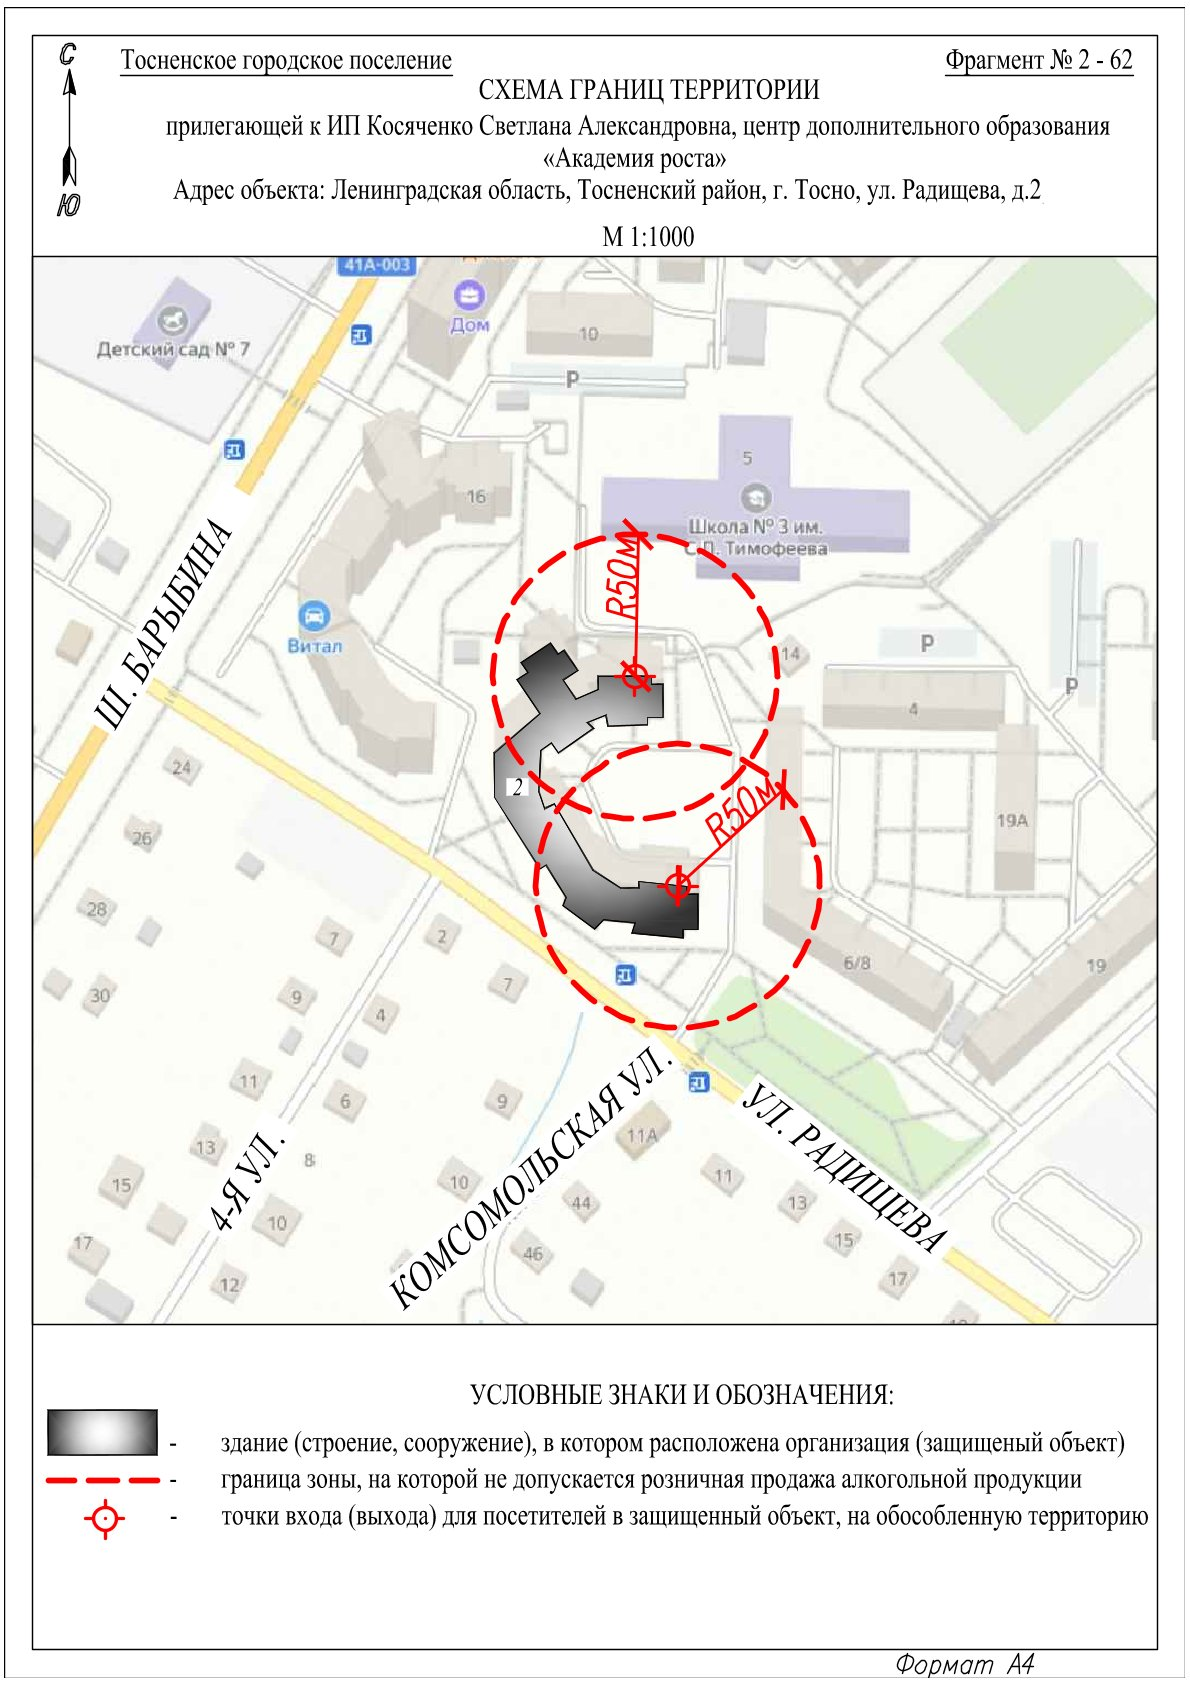 С
Ю
Тосненское городское поселение
Фрагмент № 2 - 62
СХЕМА ГРАНИЦ ТЕРРИТОРИИ
прилегающей к ИП Косяченко Светлана Александровна, центр дополнительного образования
«Академия роста»
Адрес объекта: Ленинградская область, Тосненский район, г. Тосно, ул. Радищева, д.2
М 1:1000
41А-003
Дом
10
Детский сад № 7
P
5
16
Школа № 3 им.
С.П. Тимофеева
R50м
Ш. БАРЫБИНА
Витал
14
P
P
4
24
2
R50м
19А
26
28
7
2
6/8
19
30
9
7
4
11
6
9
11А
УЛ. РАДИЩЕВА
13
8
4-Я УЛ.
КОМСОМОЛЬСКАЯ УЛ.
15
10
11
10
44
13
17
46
15
12
17
УСЛОВНЫЕ ЗНАКИ И ОБОЗНАЧЕНИЯ:
- здание (строение, сооружение), в котором расположена организация (защищеный объект)
- граница зоны, на которой не допускается розничная продажа алкогольной продукции
- точки входа (выхода) для посетителей в защищенный объект, на обособленную территорию
Формат А4